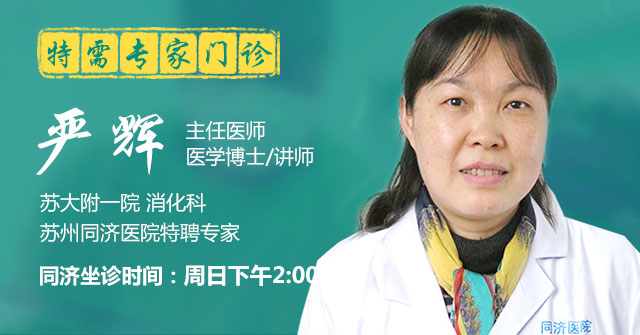 特需专家门诊
严辉
主任医师
医学博士/讲师
苏大附一院 消化科
苏州同济医院特聘专家
同济坐诊时间：周日下午2:00
同济医院